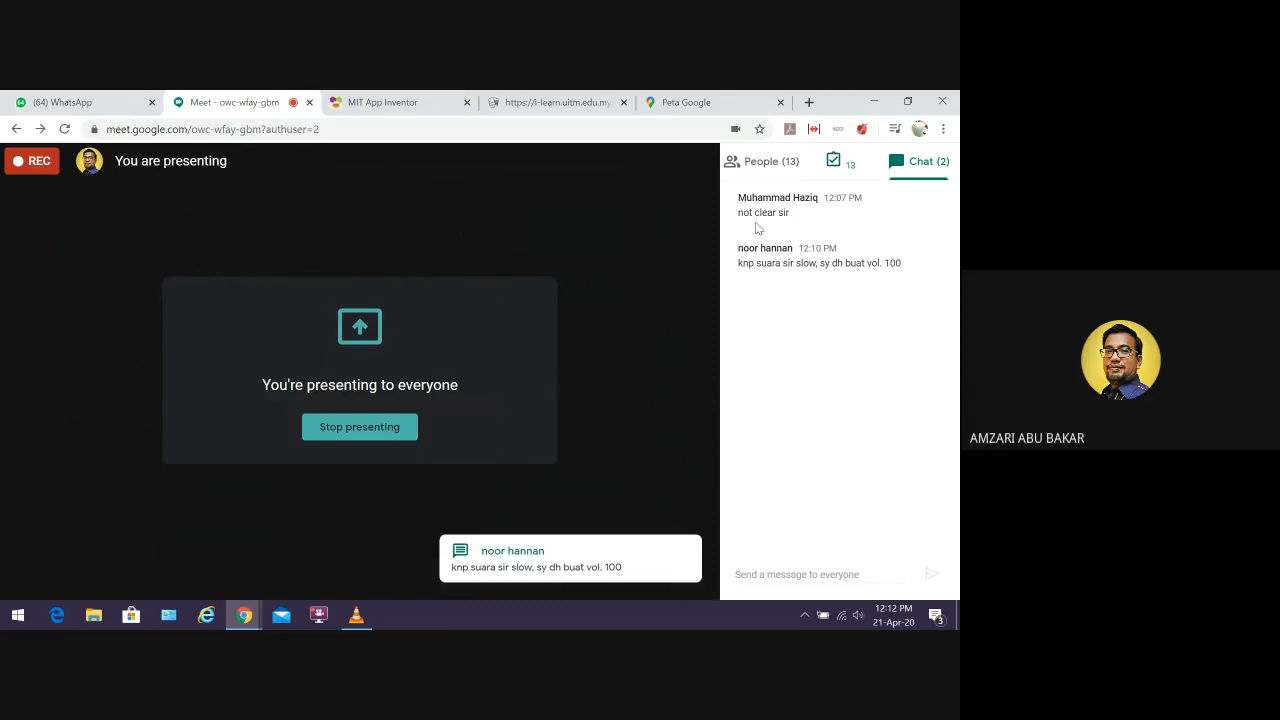 (64) WhatsApp
Meet - owc-wfay-gbm
MIT App Inventor
https://i-learn.uitm.edu.my
Peta Google
meet.google.com/owc-wfay-gbm?authuser=2
REC
You are presenting
People (13)
13
Chat (2)
Muhammad Haziq 12:07 PM
not clear sir
noor hannan 12:10 PM
knp suara sir slow, sy dh buat vol. 100
You're presenting to everyone
Stop presenting
AMZARI ABU BAKAR
noor hannan
knp suara sir slow, sy dh buat vol. 100
Send a message to everyone
12:12 PM
21-Apr-20
3